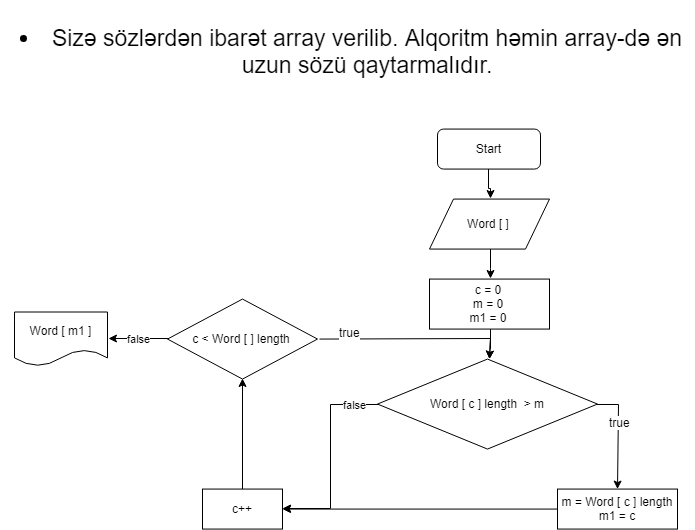 • Sizə sözlərdən ibarət array verilib. Alqoritm həmin array-də ən
uzun sözü qaytarmalıdır.
Start
Word [ ]
c = 0
m = 0
m1 = 0
Word [ m1 ]
false
c < Word [ ] length
true
false
Word [ c ] length > m
true
c++
m = Word [ c ] length
m1 = c